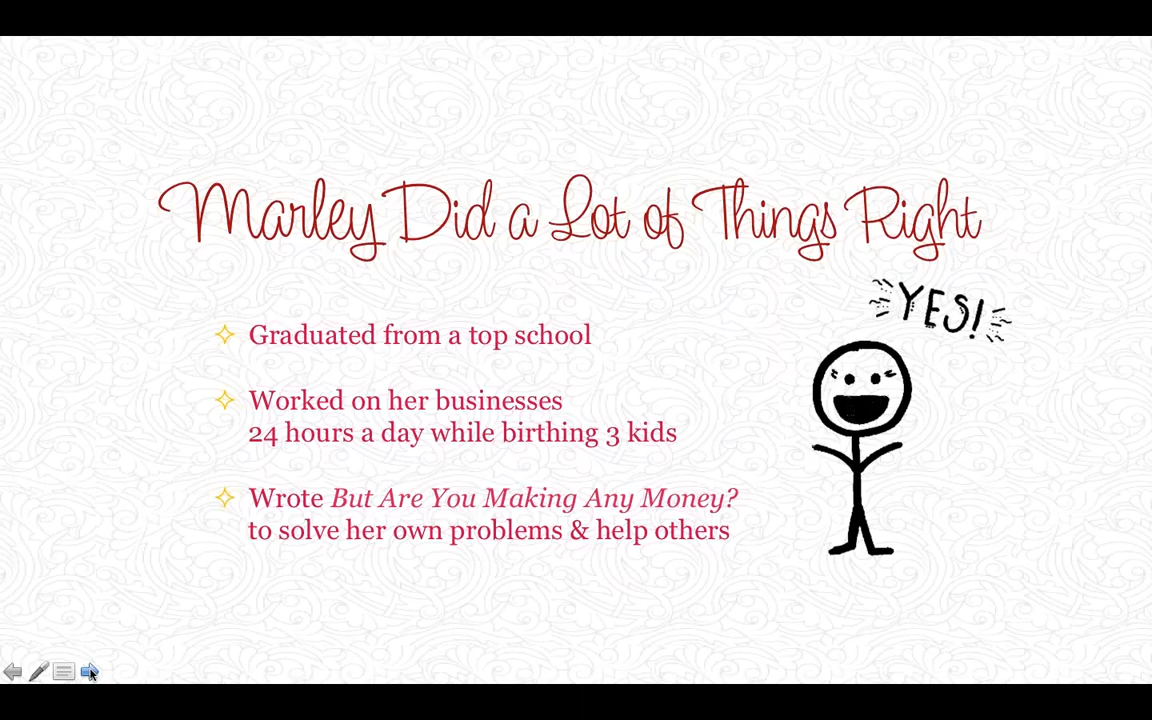 Marley Did a Lot of Things Right
YES!
Graduated from a top school
Worked on her businesses
24 hours a day while birthing 3 kids
Wrote But Are You Making Any Money?
to solve her own problems & help others